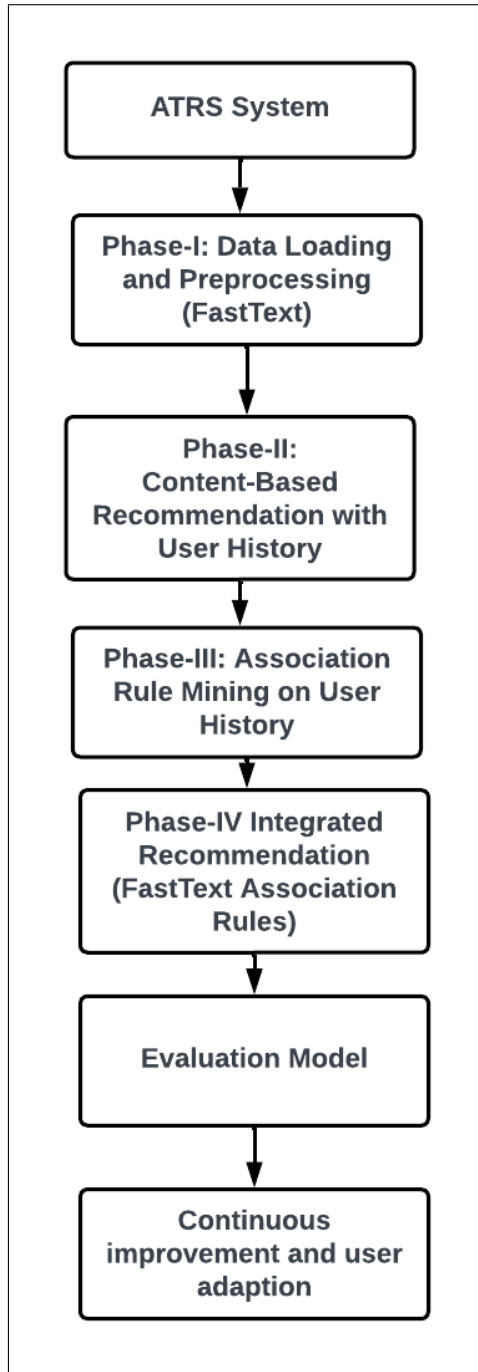 ATRS System
Phase-I: Data Loading
and Preprocessing
(FastText)
Phase-II:
Content-Based
Recommendation with
User History
Phase-III: Association
Rule Mining on User
History
Phase-IV Integrated
Recommendation
(FastText Association
Rules)
Evaluation Model
Continuous
improvement and user
adaption